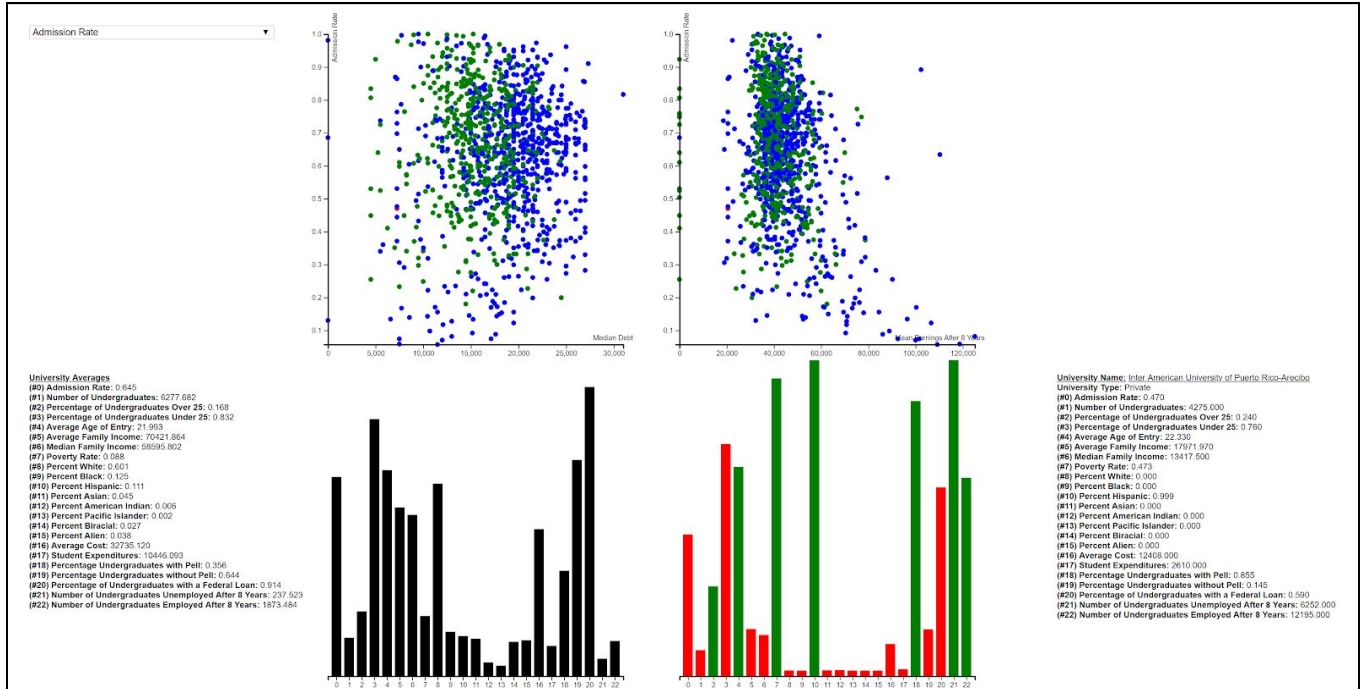 Admission Rate ▼
Admission Rate
1.0
0.9
0.8
0.7
0.6
0.5
0.4
0.3
0.2
0.1
0 5,000 10,000 15,000 20,000 25,000 30,000
Median Debt
Admission Rate
1.0
0.9
0.8
0.7
0.6
0.5
0.4
0.3
0.2
0.1
0 20,000 40,000 60,000 80,000 100,000 120,000
Mean Earnings After 8 Years
University Averages
(#0) Admission Rate: 0.645
(#1) Number of Undergraduates: 6277.682
(#2) Percentage of Undergraduates Over 25: 0.168
(#3) Percentage of Undergraduates Under 25: 0.832
(#4) Average Age of Entry: 21.993
(#5) Average Family Income: 70421.864
(#6) Median Family Income: 58595.802
(#7) Poverty Rate: 0.088
(#8) Percent White: 0.601
(#9) Percent Black: 0.125
(#10) Percent Hispanic: 0.111
(#11) Percent Asian: 0.045
(#12) Percent American Indian: 0.006
(#13) Percent Pacific Islander: 0.002
(#14) Percent Biracial: 0.027
(#15) Percent Alien: 0.038
(#16) Average Cost: 32735.120
(#17) Student Expenditures: 10446.093
(#18) Percentage Undergraduates with Pell: 0.356
(#19) Percentage Undergraduates without Pell: 0.644
(#20) Percentage of Undergraduates with a Federal Loan: 0.914
(#21) Number of Undergraduates Unemployed After 8 Years: 237.523
(#22) Number of Undergraduates Employed After 8 Years: 1873.484
0 1 2 3 4 5 6 7 8 9 10 11 12 13 14 15 16 17 18 19 20 21 22
0 1 2 3 4 5 6 7 8 9 10 11 12 13 14 15 16 17 18 19 20 21 22
University Name: Inter American University of Puerto Rico-Arecibo
University Type: Private
(#0) Admission Rate: 0.470
(#1) Number of Undergraduates: 4275.000
(#2) Percentage of Undergraduates Over 25: 0.240
(#3) Percentage of Undergraduates Under 25: 0.760
(#4) Average Age of Entry: 22.330
(#5) Average Family Income: 17971.970
(#6) Median Family Income: 13417.500
(#7) Poverty Rate: 0.473
(#8) Percent White: 0.000
(#9) Percent Black: 0.000
(#10) Percent Hispanic: 0.999
(#11) Percent Asian: 0.000
(#12) Percent American Indian: 0.000
(#13) Percent Pacific Islander: 0.000
(#14) Percent Biracial: 0.000
(#15) Percent Alien: 0.000
(#16) Average Cost: 12408.000
(#17) Student Expenditures: 2610.000
(#18) Percentage Undergraduates with Pell: 0.855
(#19) Percentage Undergraduates without Pell: 0.145
(#20) Percentage of Undergraduates with a Federal Loan: 0.590
(#21) Number of Undergraduates Unemployed After 8 Years: 6252.000
(#22) Number of Undergraduates Employed After 8 Years: 12195.000